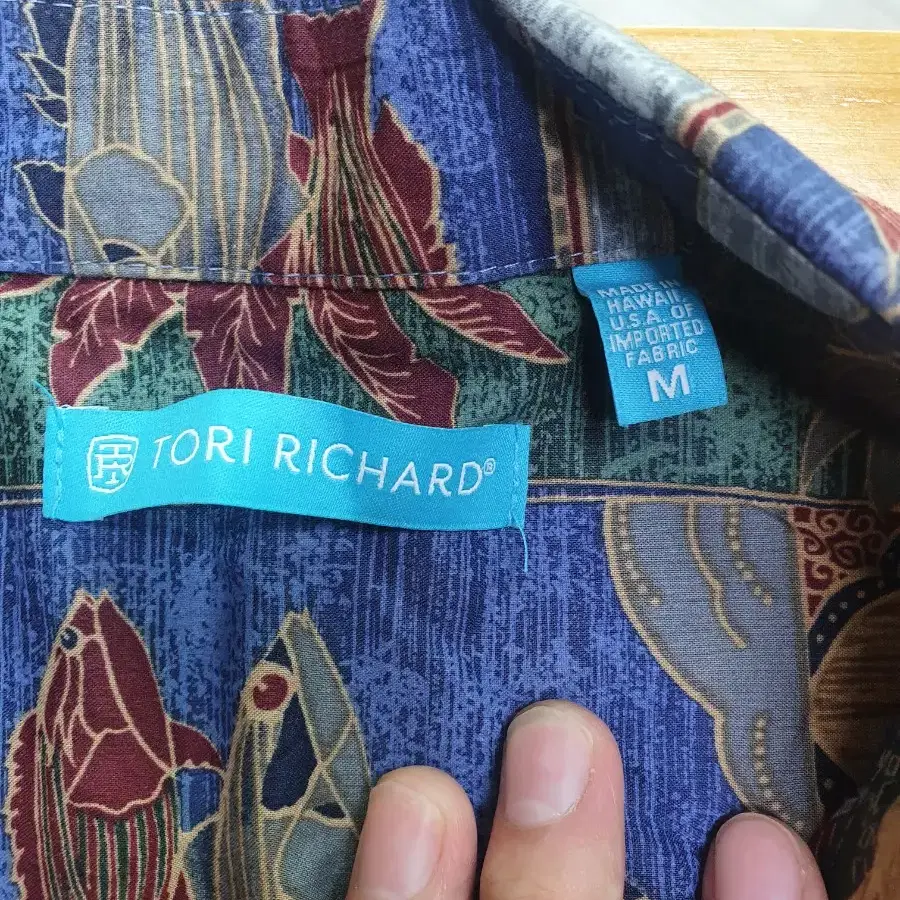 MADE IN
HAWAII,
U.S.A. OF
IMPORTED
FABRIC
M
TORI RICHARD®